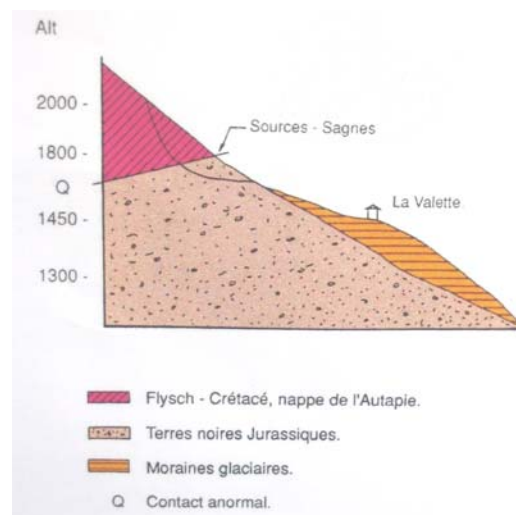 Alt
2000 -
Sources - Sagnes
1800 -
Q
La Valette
1450 -
1300 -
Flysch - Crétacé, nappe de l'Autapie.
Terres noires Jurassiques.
Moraines glaciaires.
Q Contact anormal.